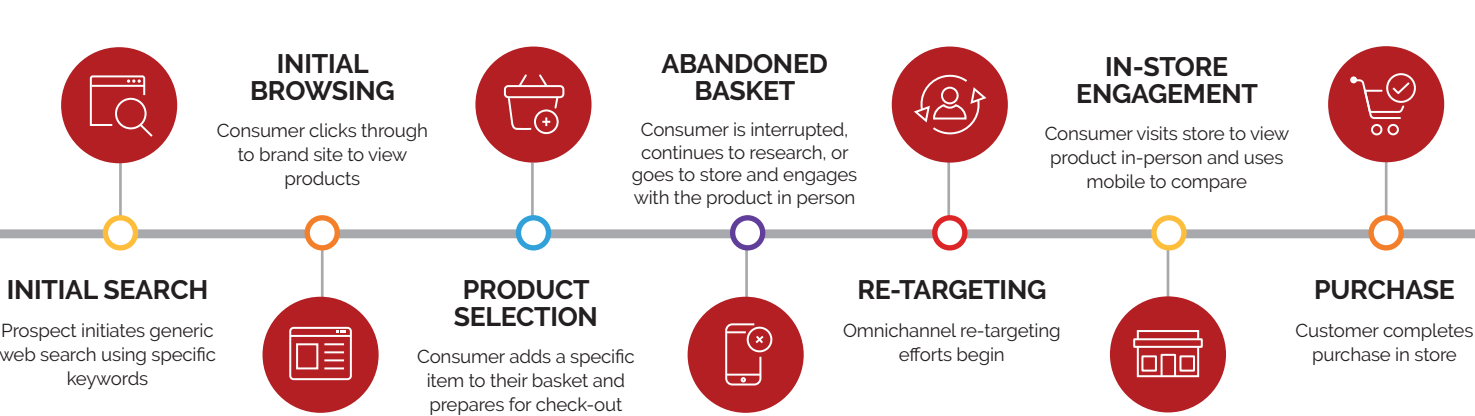 INITIAL SEARCH
Prospect initiates generic
web search using specific
keywords
INITIAL
BROWSING
Consumer clicks through
to brand site to view
products
PRODUCT
SELECTION
Consumer adds a specific
item to their basket and
prepares for check-out
ABANDONED
BASKET
Consumer is interrupted,
continues to research, or
goes to store and engages
with the product in person
RE-TARGETING
Omnichannel re-targeting
efforts begin
IN-STORE
ENGAGEMENT
Consumer visits store to view
product in-person and uses
mobile to compare
PURCHASE
Customer completes
purchase in store